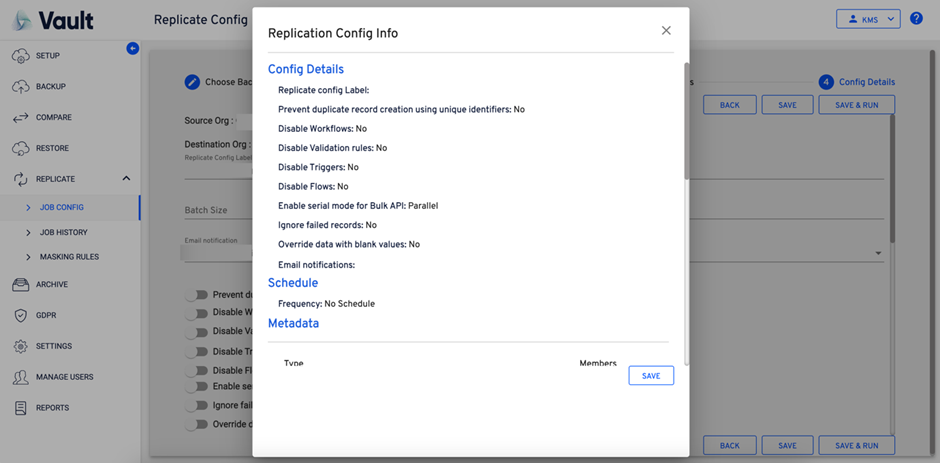 Vault
Replicate Config
KMS
?
SETUP
BACKUP
COMPARE
RESTORE
REPLICATE
JOB CONFIG
JOB HISTORY
MASKING RULES
ARCHIVE
GDPR
SETTINGS
MANAGE USERS
REPORTS
Choose Bac
s
4 Config Details
BACK
SAVE
SAVE & RUN
Source Org :
Destination Org :
Replicate Config Label
Batch Size
Email notification
Prevent du
Disable W
Disable Va
Disable Tr
Disable Fl
Enable se
Ignore fail
Override d
BACK
SAVE
SAVE & RUN
Replication Config Info
Config Details
Replicate config Label:
Prevent duplicate record creation using unique identifiers: No
Disable Workflows: No
Disable Validation rules: No
Disable Triggers: No
Disable Flows: No
Enable serial mode for Bulk API: Parallel
Ignore failed records: No
Override data with blank values: No
Email notifications:
Schedule
Frequency: No Schedule
Metadata
Type Members
SAVE